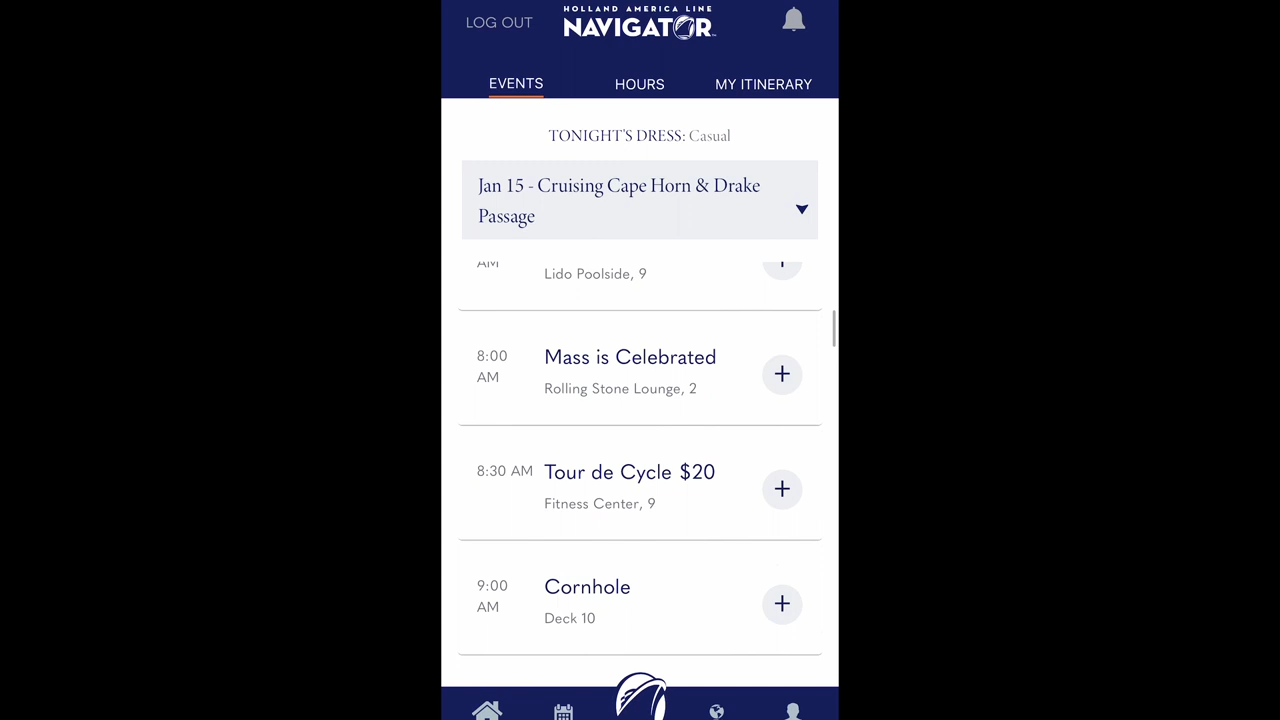 LOG OUT
HOLLAND AMERICA LINE
NAVIGATOR
EVENTS
HOURS
MY ITINERARY
TONIGHT'S DRESS: Casual
Jan 15 - Cruising Cape Horn & Drake
Passage
AM
Lido Poolside, 9
8:00
AM
Mass is Celebrated
Rolling Stone Lounge, 2
8:30 AM
Tour de Cycle $20
Fitness Center, 9
9:00
AM
Cornhole
Deck 10